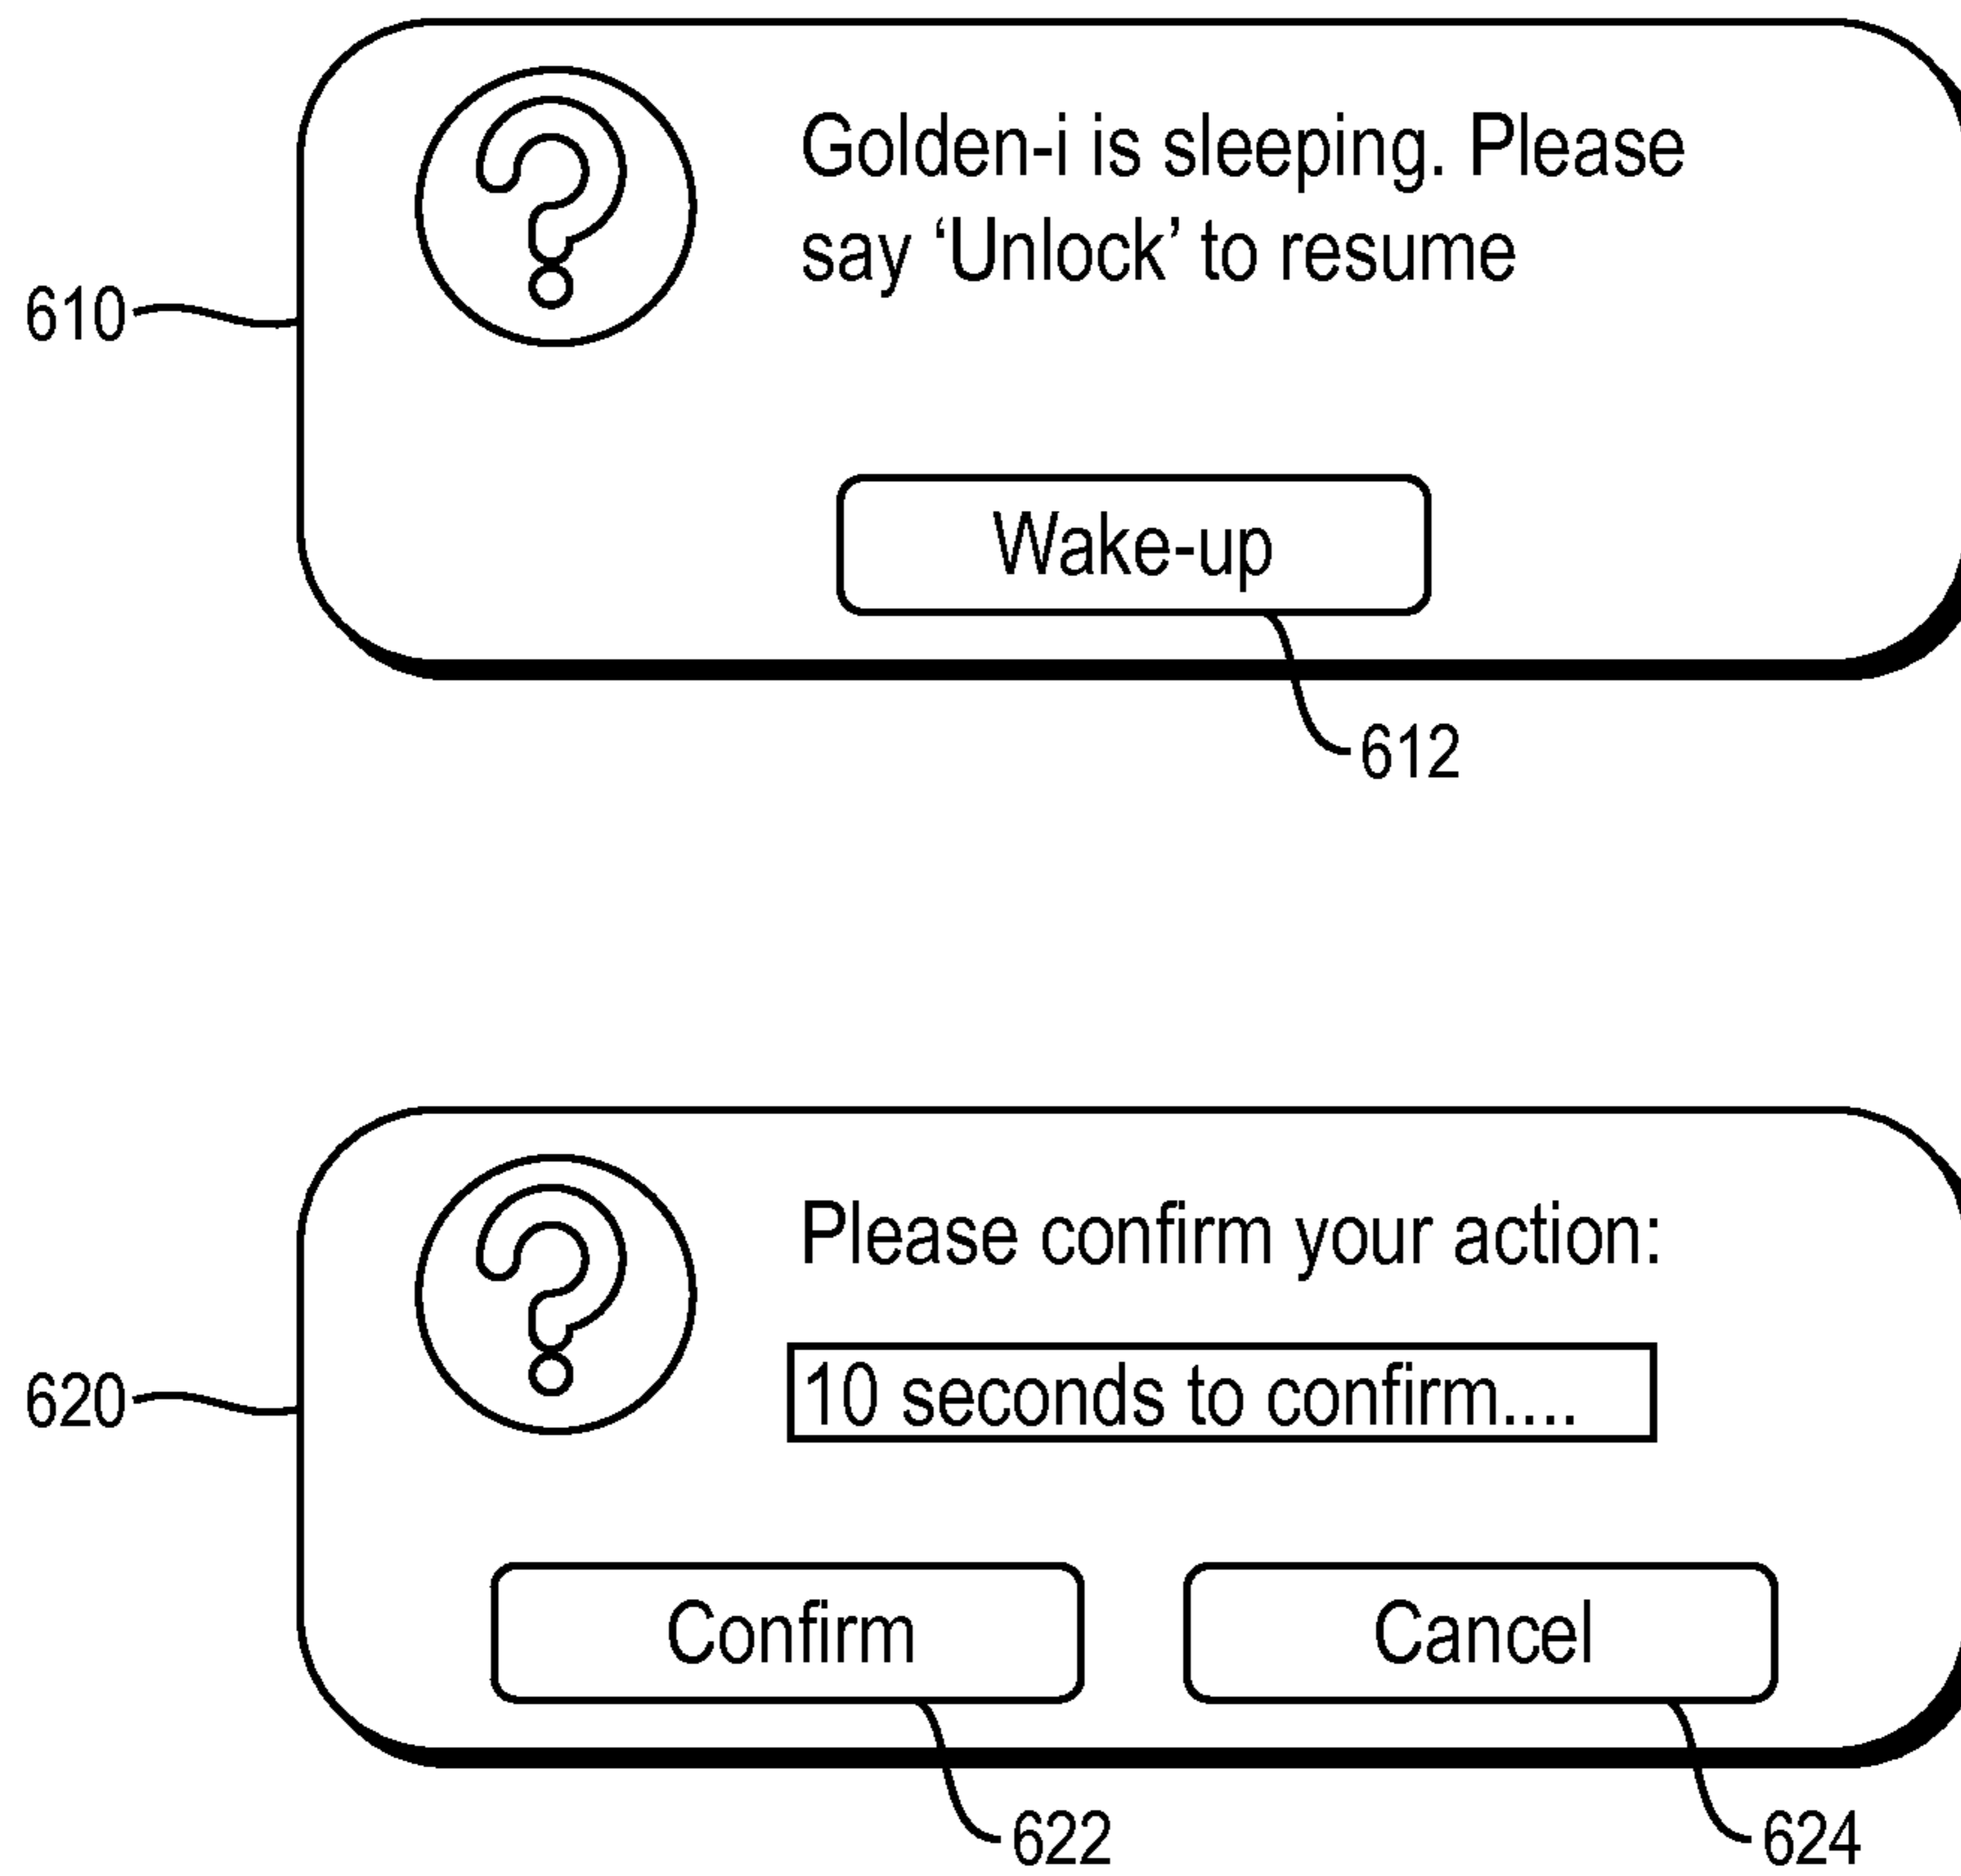 Golden-i is sleeping. Please
say ‘Unlock’ to resume
610
Wake-up
612
Please confirm your action:
10 seconds to confirm....
620
Confirm
Cancel
622
624